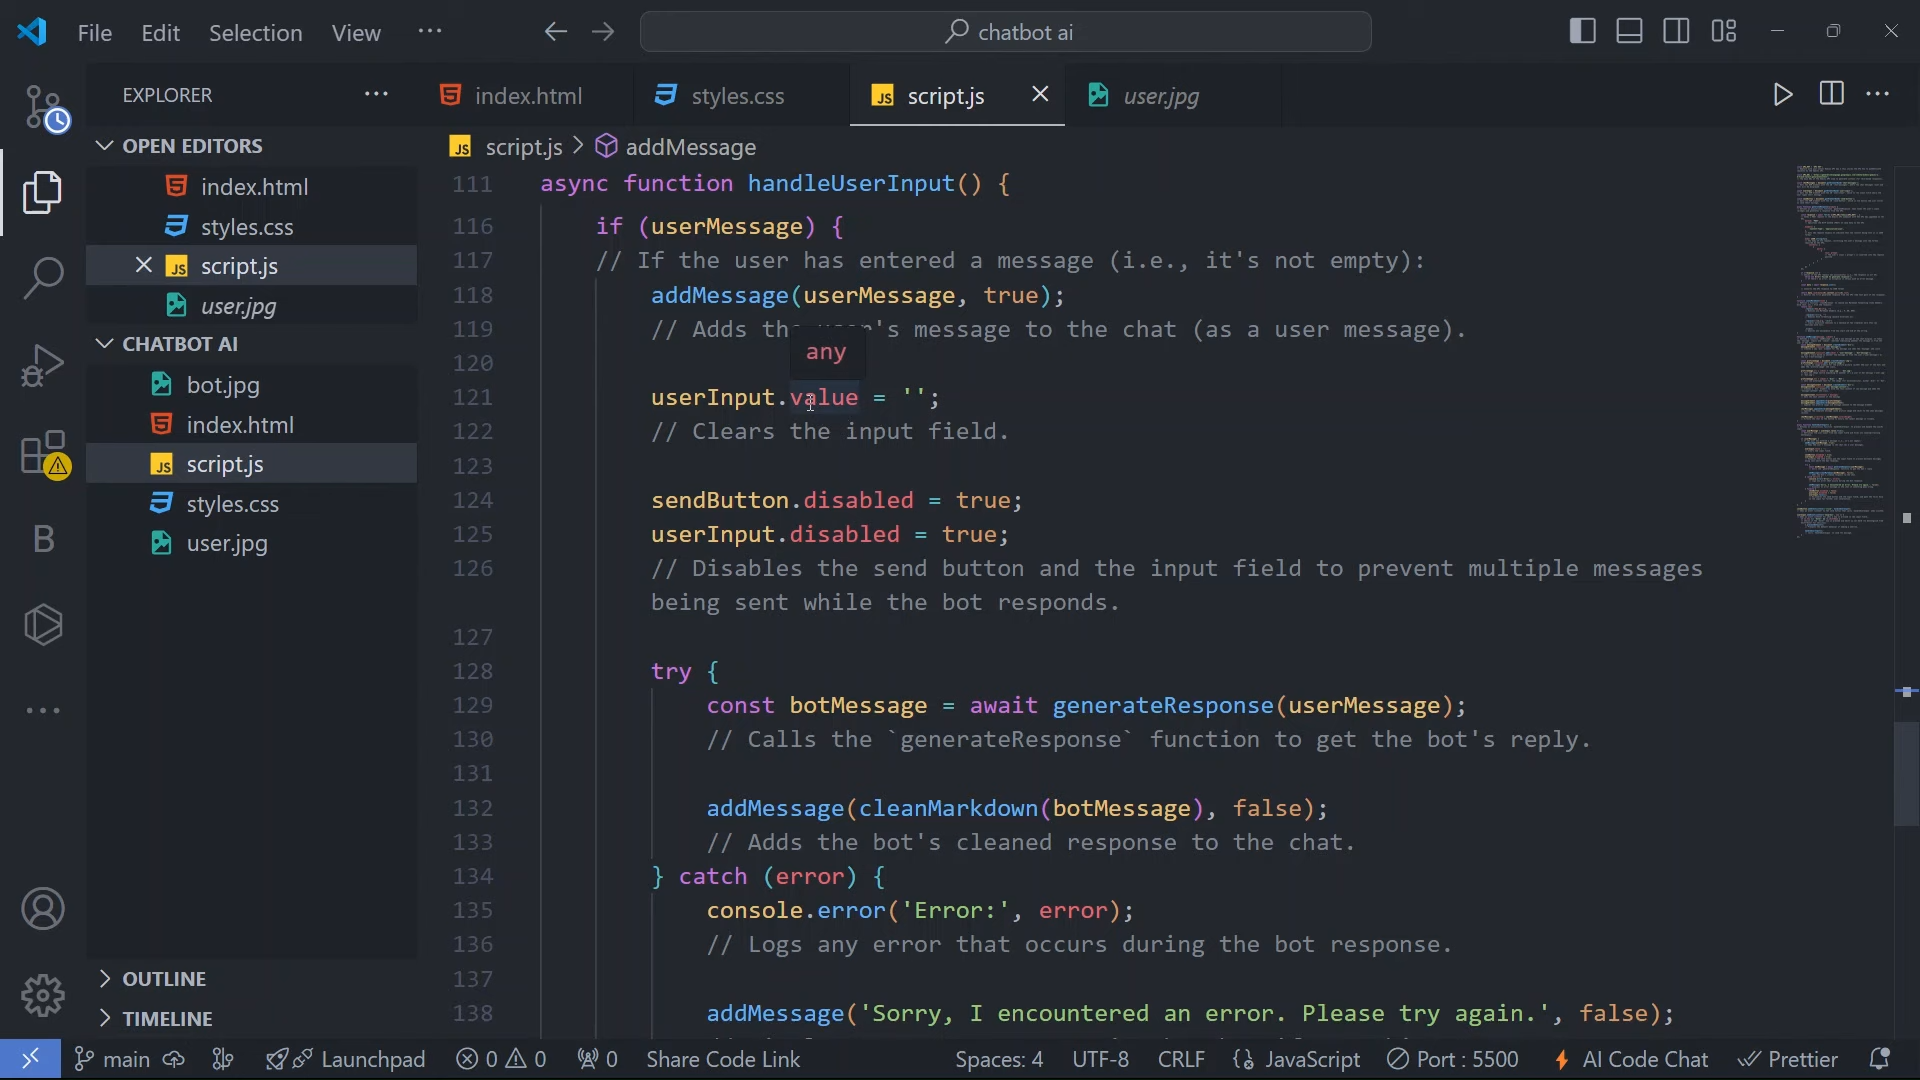 File Edit Selection View
chatbot ai
EXPLORER
index.html
styles.css
script.js
user.jpg
OPEN EDITORS
index.html
styles.css
script.js
user.jpg
CHATBOT AI
bot.jpg
index.html
script.js
styles.css
user.jpg
OUTLINE
TIMELINE
script.js > addMessage
111 async function handleUserInput() {
116 if (userMessage) {
117 // If the user has entered a message (i.e., it's not empty):
118 addMessage(userMessage, true);
119 // Adds th 's message to the chat (as a user message).
any
120
121 userInput.value = '';
122 // Clears the input field.
123
124 sendButton.disabled = true;
125 userInput.disabled = true;
126 // Disables the send button and the input field to prevent multiple messages
being sent while the bot responds.
127
128 try {
129 const botMessage = await generateResponse(userMessage);
130 // Calls the `generateResponse` function to get the bot's reply.
131
132 addMessage(cleanMarkdown(botMessage), false);
133 // Adds the bot's cleaned response to the chat.
134 } catch (error) {
135 console.error('Error:', error);
136 // Logs any error that occurs during the bot response.
137
138 addMessage('Sorry, I encountered an error. Please try again.', false);
main Launchpad 0 0 0 Share Code Link Spaces: 4 UTF-8 CRLF {} JavaScript Port : 5500 AI Code Chat Prettier